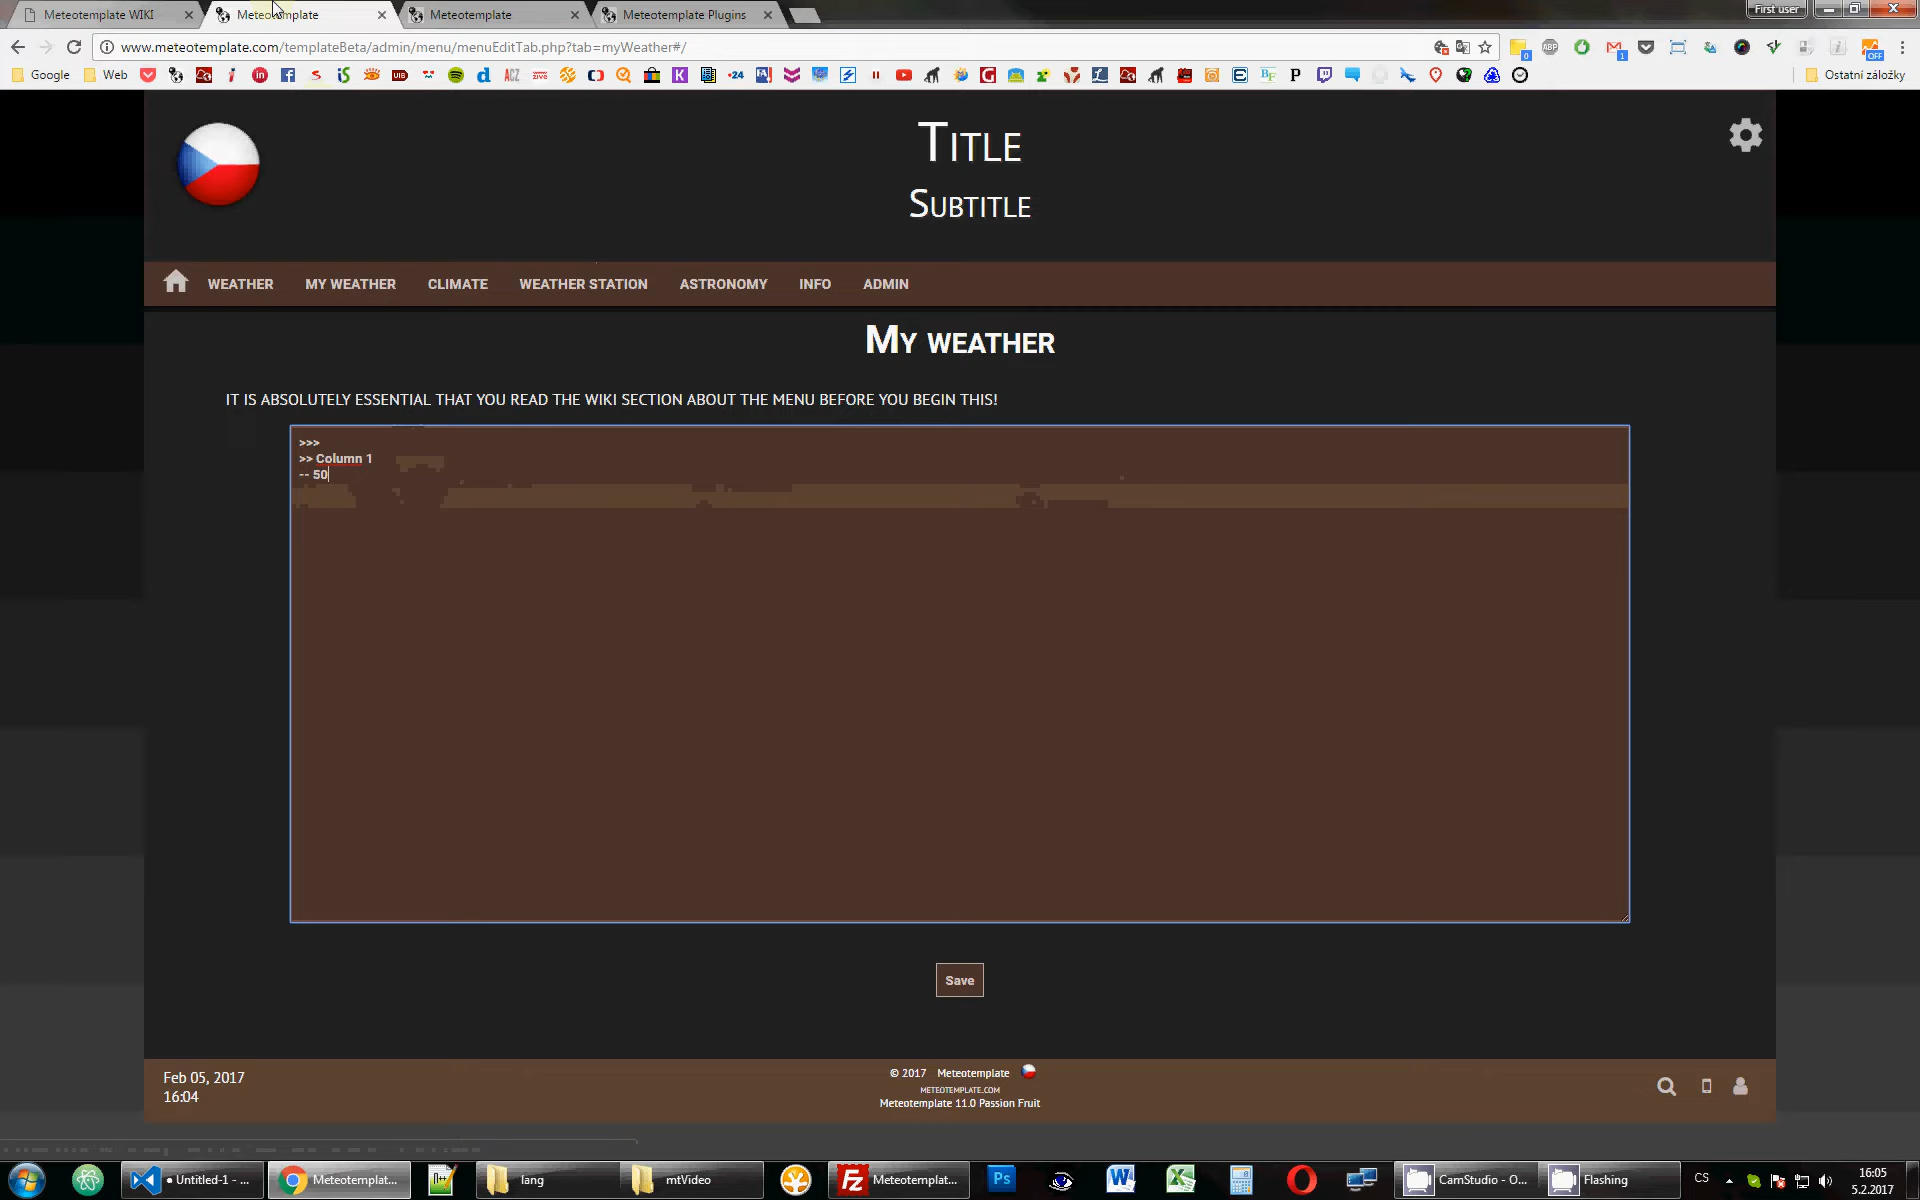 Meteotemplate WIKI
Meteotemplate
Meteotemplate
Meteotemplate Plugins
First user
www.meteotemplate.com/templateBeta/admin/menu/menuEditTab.php?tab=myWeather#/
Google
Web
Ostatní záložky
TITLE
SUBTITLE
WEATHER MY WEATHER CLIMATE WEATHER STATION ASTRONOMY INFO ADMIN
MY WEATHER
IT IS ABSOLUTELY ESSENTIAL THAT YOU READ THE WIKI SECTION ABOUT THE MENU BEFORE YOU BEGIN THIS!
>>>
>> Column 1
-- 50
Save
Feb 05, 2017
16:04
© 2017 Meteotemplate
METEOTEMPLATE.COM
Meteotemplate 11.0 Passion Fruit
• Untitled-1 - ...
Meteotemplat...
lang
mtVideo
Meteotemplat...
CamStudio - O...
Flashing
CS
16:05
5.2.2017